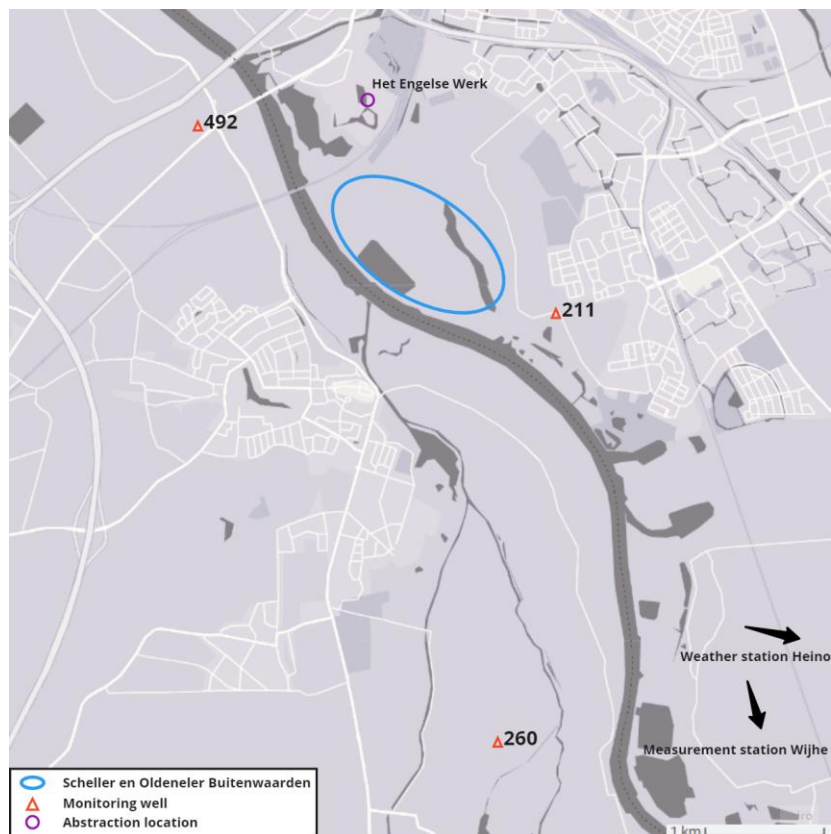 Het Engelse Werk
492
211
Weather station Heino
260
Measurement station Wijhe
Scheller en Oldeneler Buitenwaarden
Monitoring well
Abstraction location
1 km